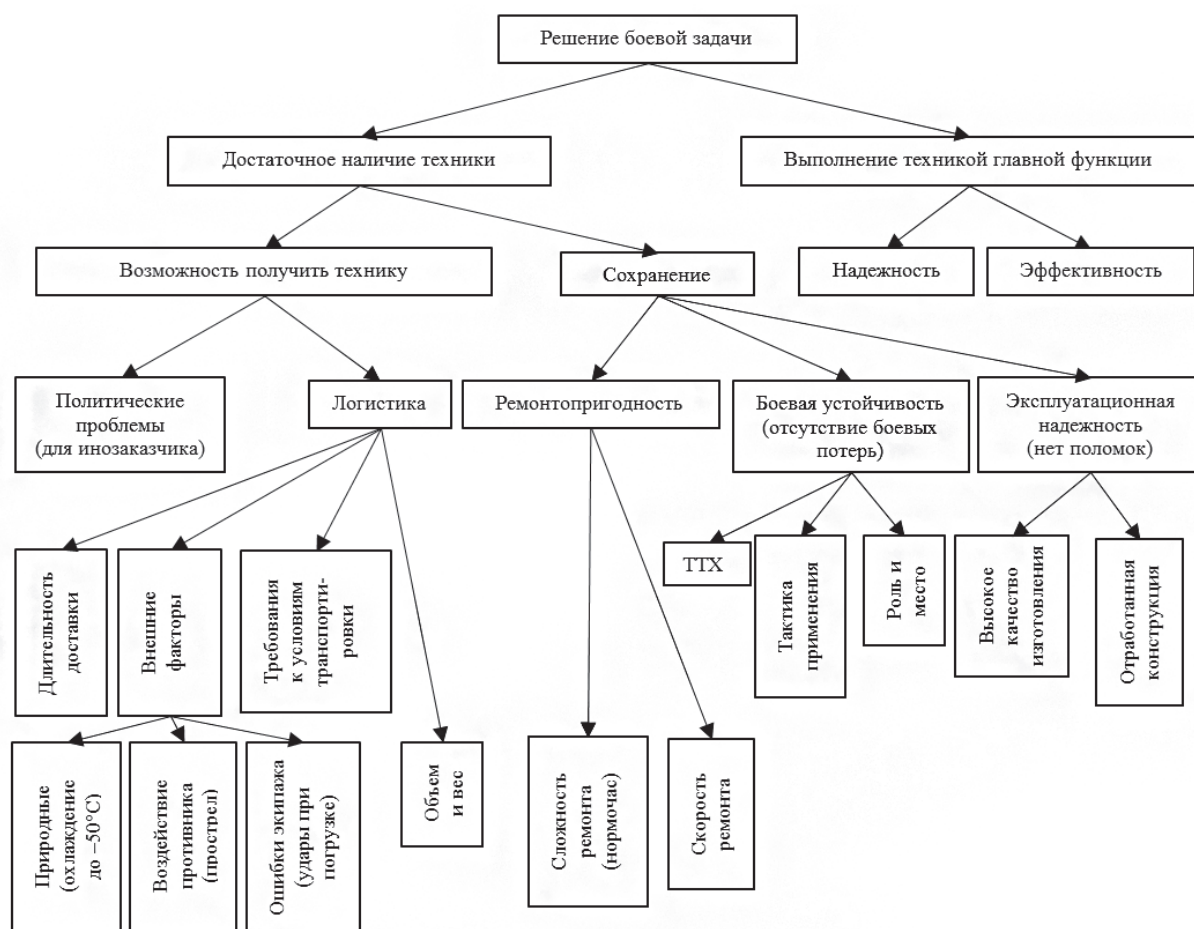 Решение боевой задачи
Достаточное наличие техники
Выполнение техникой главной функции
Возможность получить технику
Сохранение
Надежность
Эффективность
Политические
проблемы
(для инозаказчика)
Логистика
Ремонтопригодность
Боевая устойчивость
(отсутствие боевых
потерь)
Эксплуатационная
надежность
(нет поломок)
Длительность
доставки
Внешние
факторы
Требования
к условиям
транспорти-
ровки
ТТХ
Тактика
применения
Роль и
место
Высокое
качество
изготовления
Отработанная
конструкция
Природные
(охлаждение
до –50°С)
Воздействие
противника
(прострел)
Ошибки экипажа
(удары при
погрузке)
Объем
и вес
Сложность
ремонта
(нормочас)
Скорость
ремонта